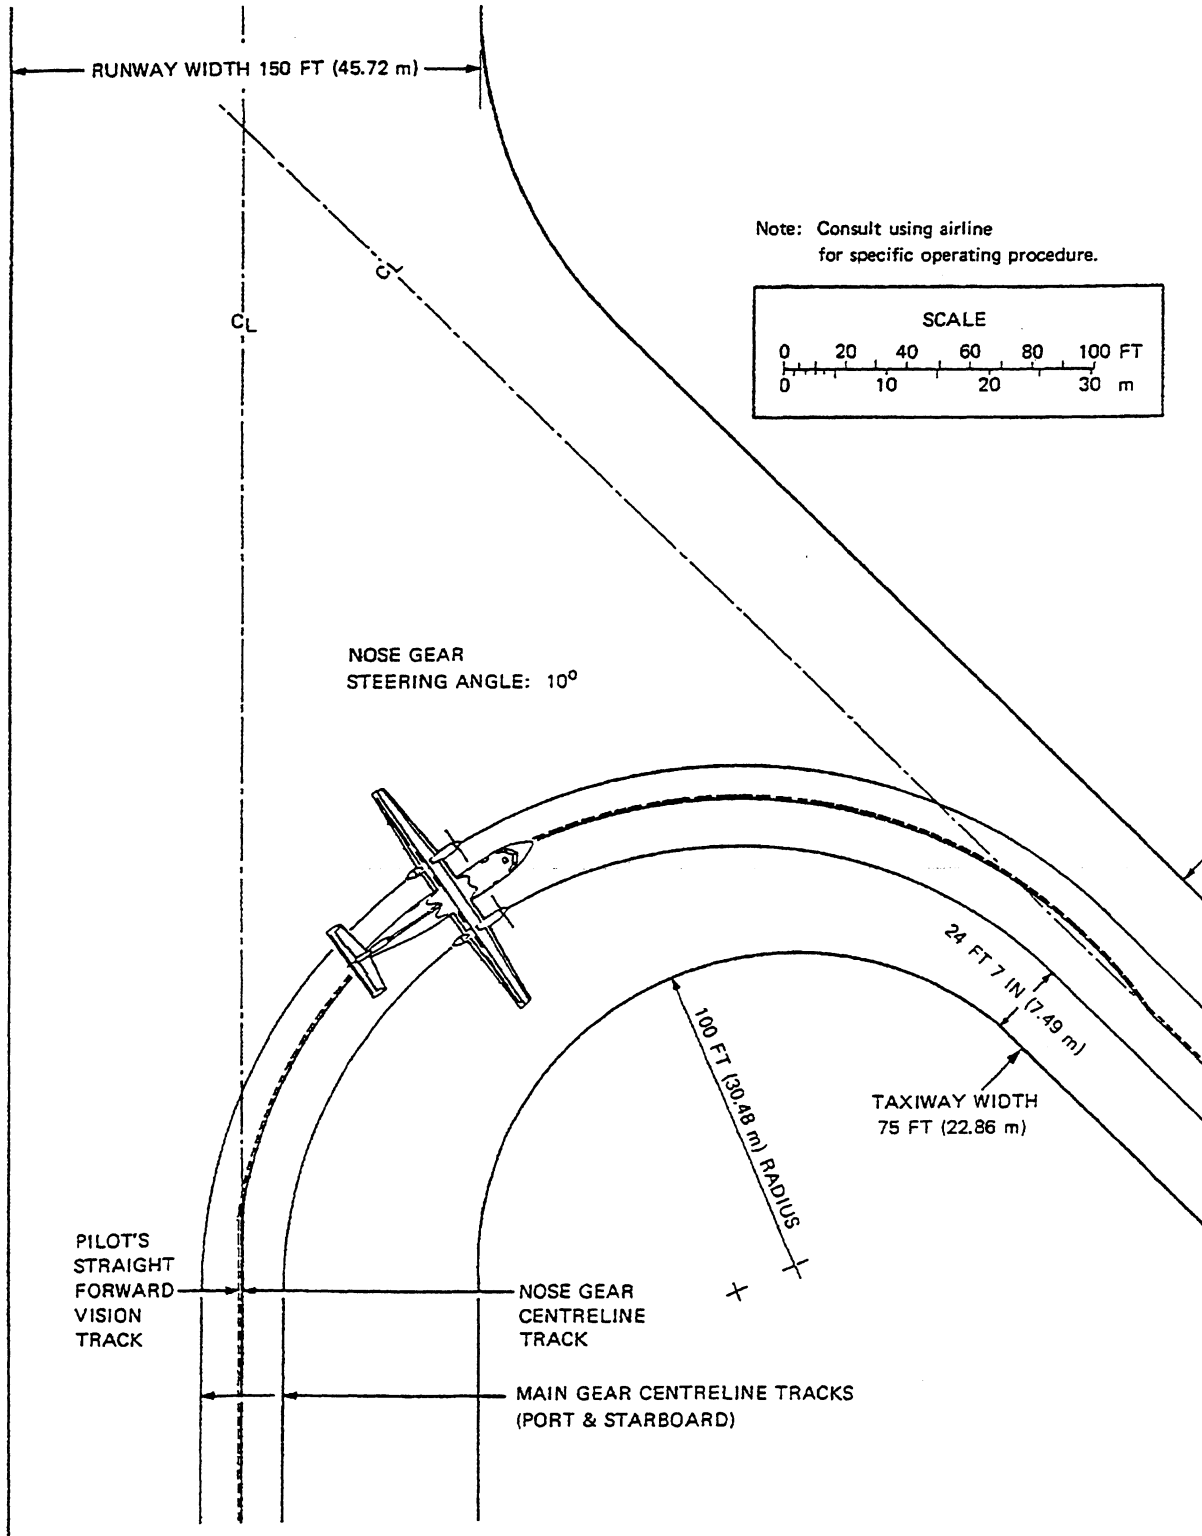 RUNWAY WIDTH 150 FT (45.72 m)
Note: Consult using airline
for specific operating procedure.
SCALE
0 20 40 60 80 100 FT
0 10 20 30 m
CL
CL
NOSE GEAR
STEERING ANGLE: 10°
24 FT 7 IN (7.49 m)
100 FT (30.48 m) RADIUS
TAXIWAY WIDTH
75 FT (22.86 m)
PILOT'S
STRAIGHT
FORWARD
VISION
TRACK
NOSE GEAR
CENTRELINE
TRACK
MAIN GEAR CENTRELINE TRACKS
(PORT & STARBOARD)